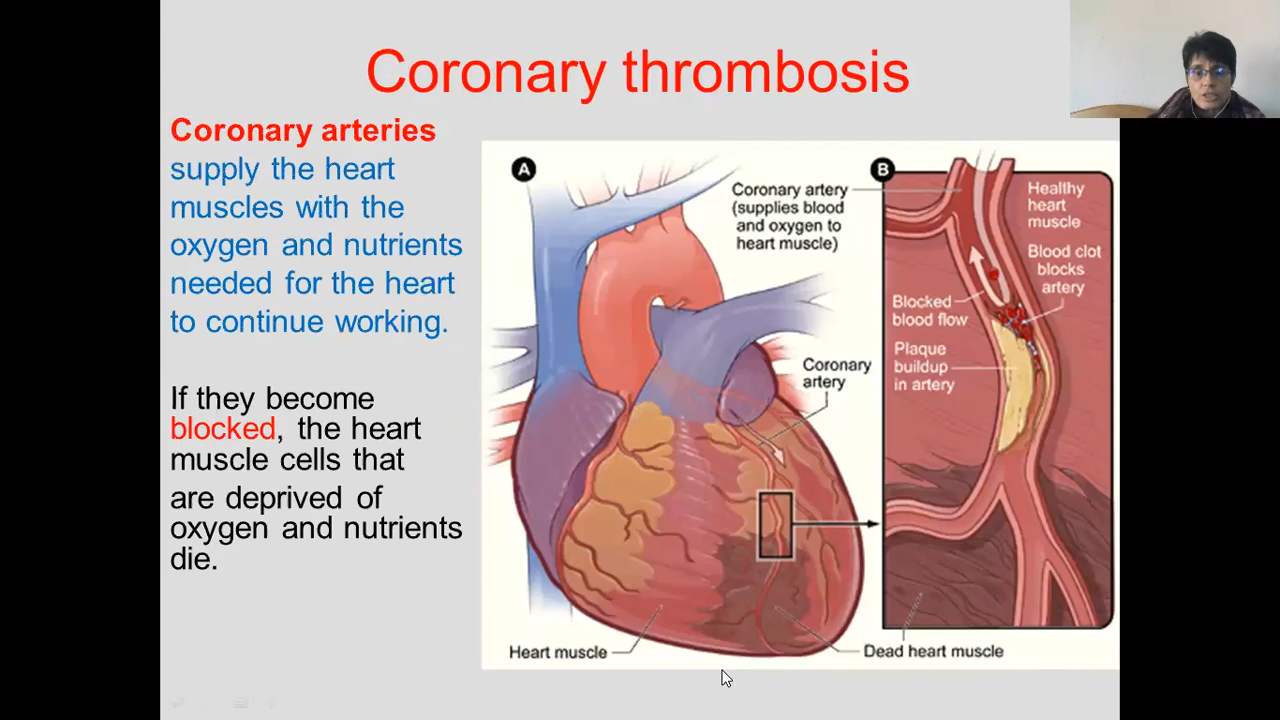 Coronary thrombosis
Coronary arteries
supply the heart
muscles with the
oxygen and nutrients
needed for the heart
to continue working.
If they become
blocked, the heart
muscle cells that
are deprived of
oxygen and nutrients
die.
A
Coronary artery
(supplies blood
and oxygen to
heart muscle)
Coronary
artery
Heart muscle
Dead heart muscle
B
Healthy
heart
muscle
Blood clot
blocks
artery
Blocked
blood flow
Plaque
buildup
in artery